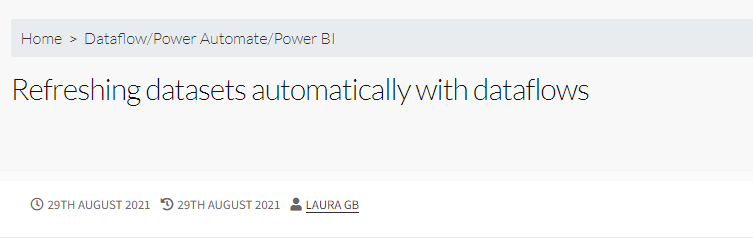 Home > Dataflow/Power Automate/Power BI
Refreshing datasets automatically with dataflows
29TH AUGUST 2021 29TH AUGUST 2021 LAURA GB